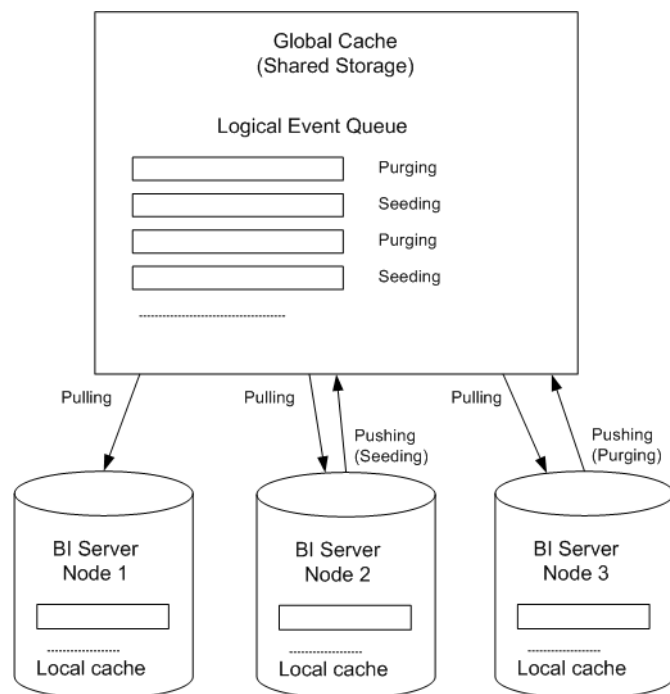 Global Cache
(Shared Storage)
Logical Event Queue
Purging
Seeding
Purging
Seeding
Pulling
Pulling
Pushing
(Seeding)
Pulling
Pushing
(Purging)
BI Server
Node 1
Local cache
BI Server
Node 2
Local cache
BI Server
Node 3
Local cache